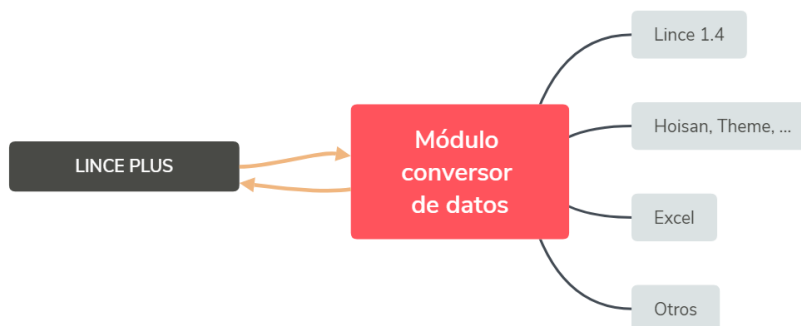 LINCE PLUS
Módulo
conversor
de datos
Lince 1.4
Hoisan, Theme, ...
Excel
Otros